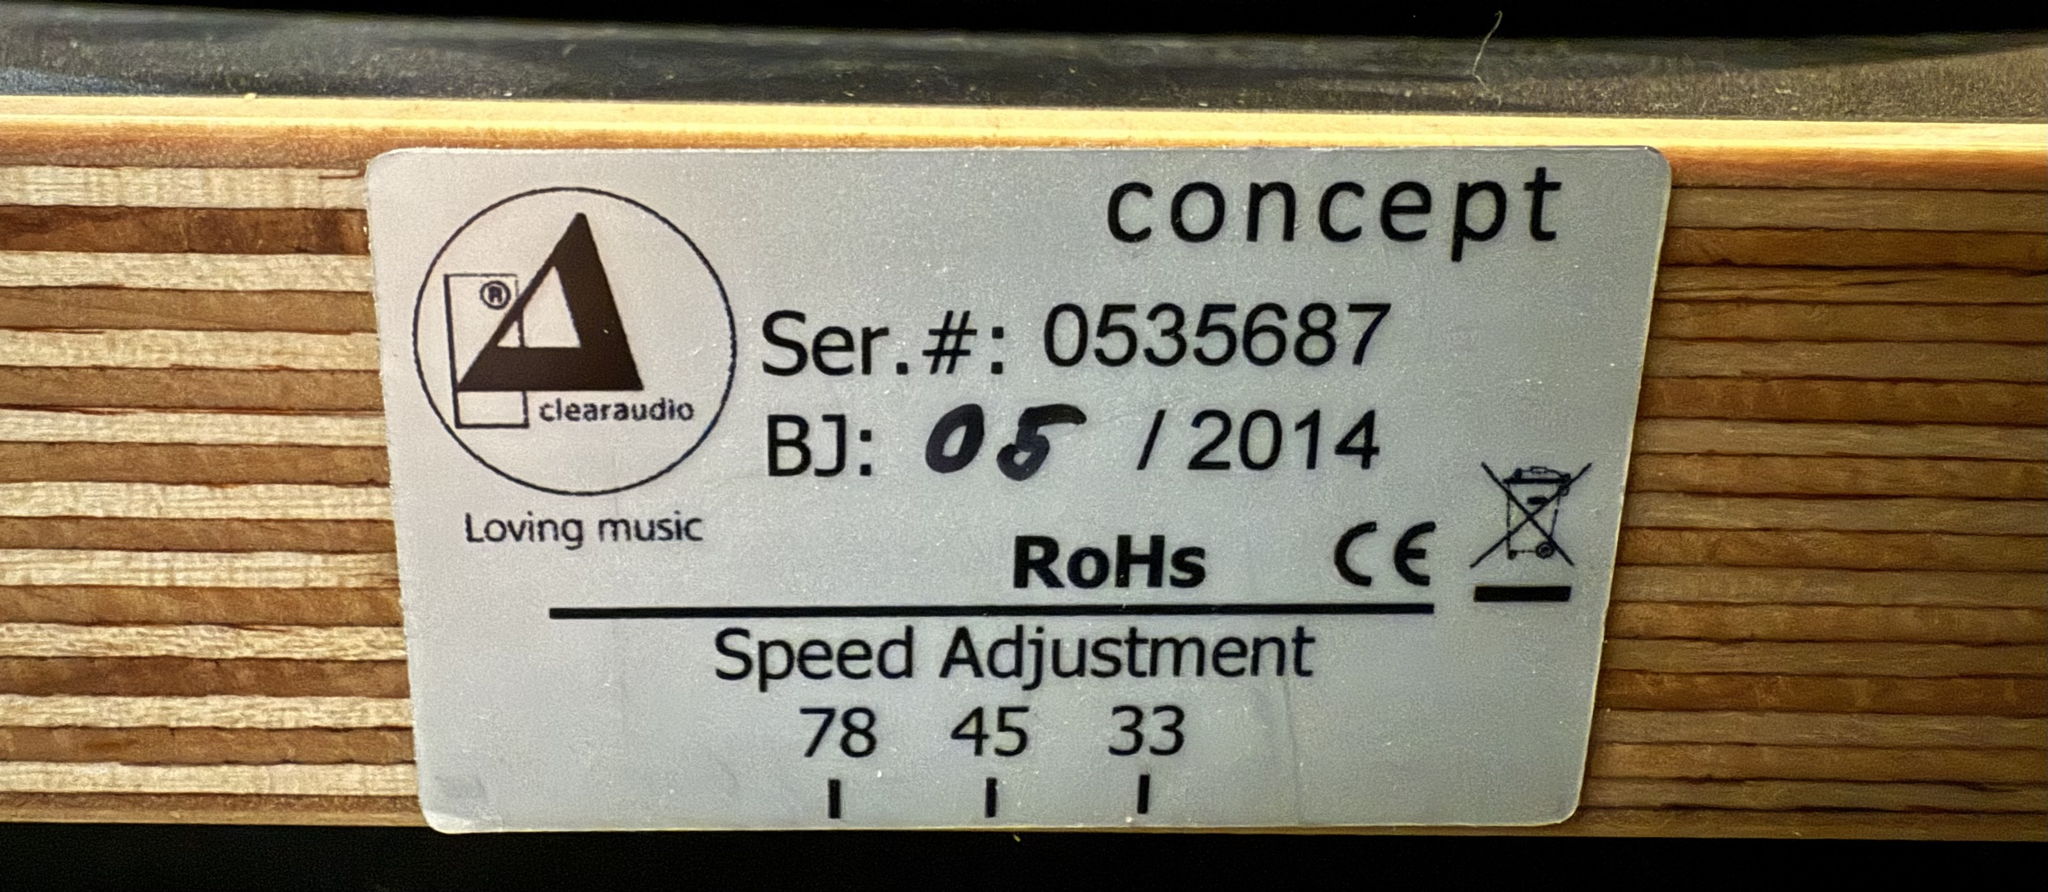 concept
®
clearaudio
Loving music
Ser.#: 0535687
BJ: 05 / 2014
RoHs CE
Speed Adjustment
78 45 33